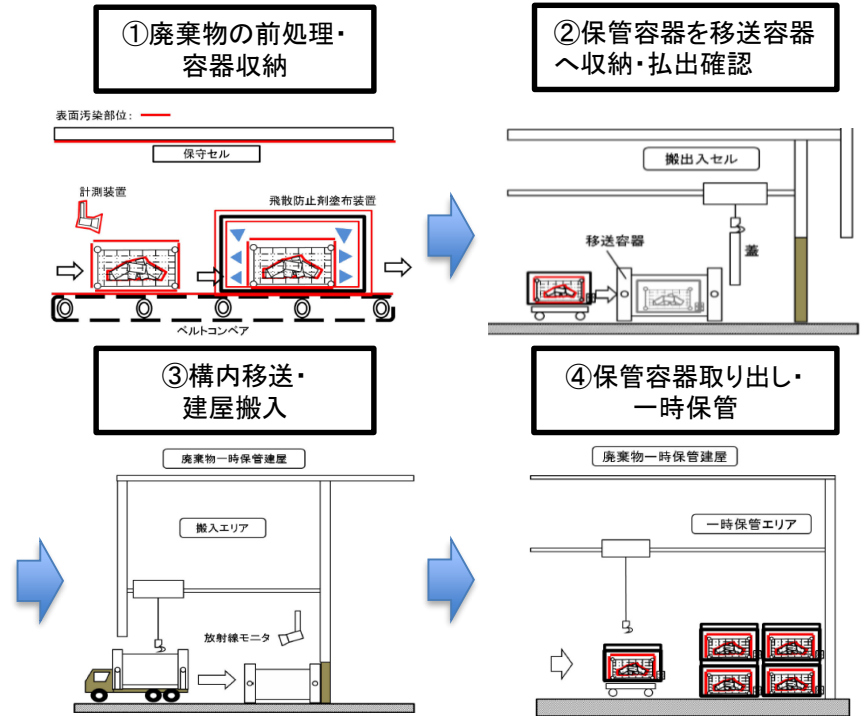 ①廃棄物の前処理・
容器収納
表面汚染部位:
保守セル
計測装置
飛散防止剤塗布装置
ベルトコンベア
②保管容器を移送容器
へ収納・払出確認
搬出入セル
移送容器
蓋
③構内移送・
建屋搬入
廃棄物一時保管建屋
搬入エリア
放射線モニタ
④保管容器取り出し・
一時保管
廃棄物一時保管建屋
一時保管エリア